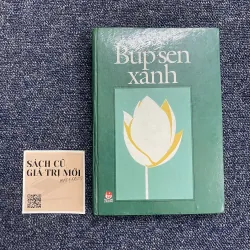 Búp sen
xanh
SÁCH CŨ
GIÁ TRỊ MỚI